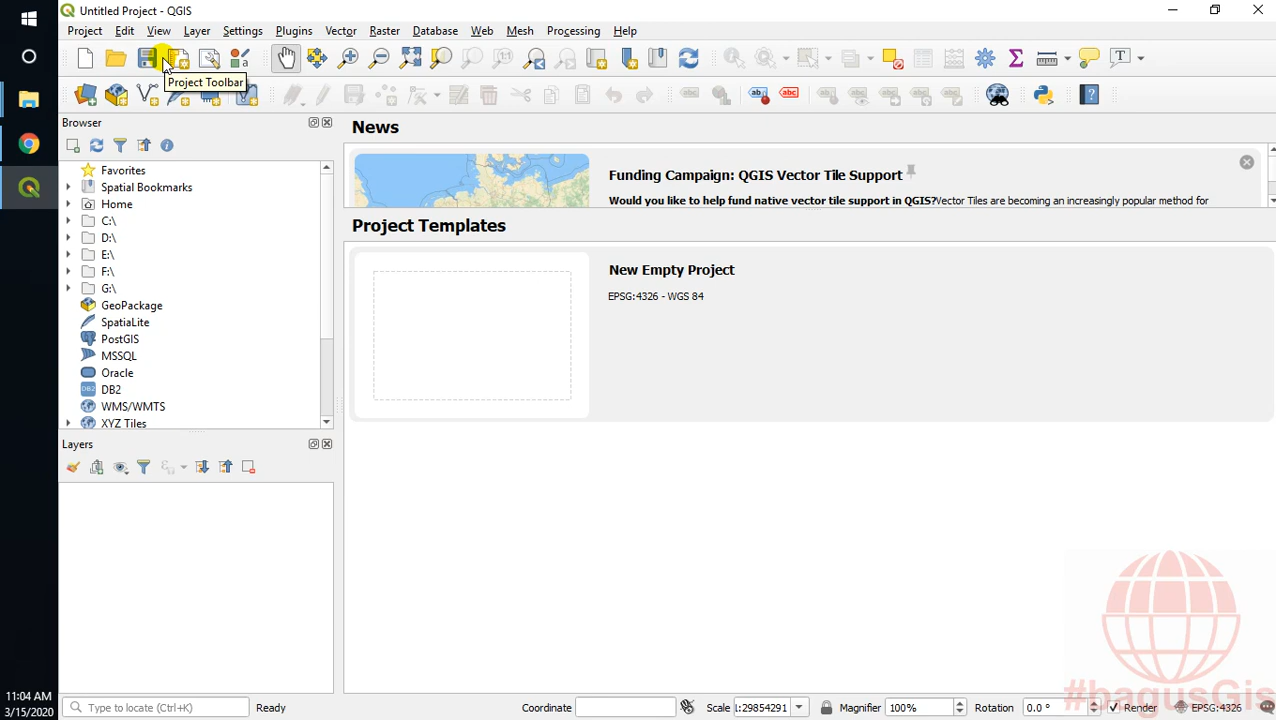 Untitled Project - QGIS
Project Edit View Layer Settings Plugins Vector Raster Database Web Mesh Processing Help
Project Toolbar
Browser
Favorites
Spatial Bookmarks
Home
C:\
D:\
E:\
F:\
G:\
GeoPackage
SpatiaLite
PostGIS
MSSQL
Oracle
DB2
WMS/WMTS
XYZ Tiles
Layers
News
Funding Campaign: QGIS Vector Tile Support
Would you like to help fund native vector tile support in QGIS?Vector Tiles are becoming an increasingly popular method for
Project Templates
New Empty Project
EPSG:4326 - WGS 84
#bagusGis
11:04 AM
3/15/2020
Type to locate (Ctrl+K) Ready Coordinate Scale l:29854291 Magnifier 100% Rotation 0.0 ° Render EPSG:4326